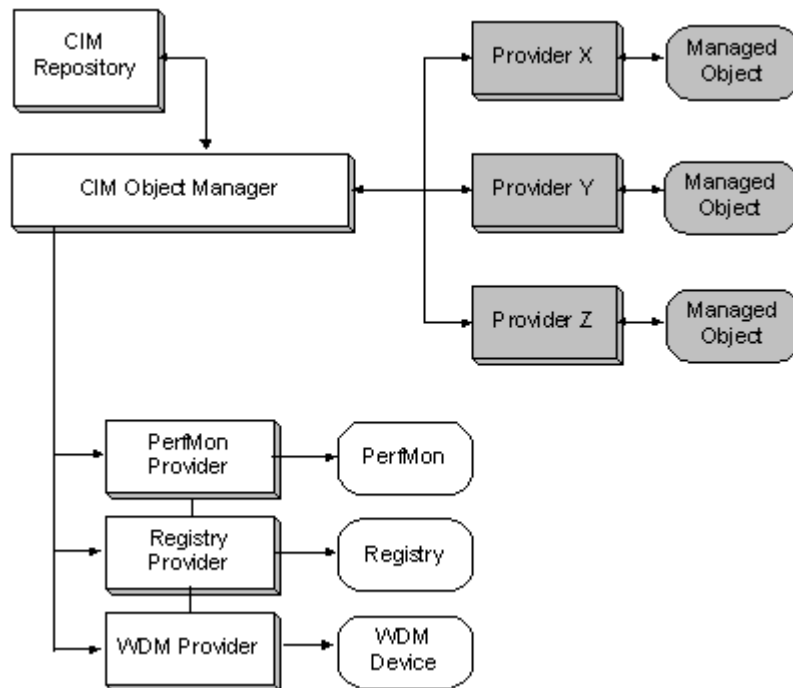 CIM
Repository
Provider X
Managed
Object
CIM Object Manager
Provider Y
Managed
Object
Provider Z
Managed
Object
PerfMon
Provider
PerfMon
Registry
Provider
Registry
WDM Provider
WDM
Device